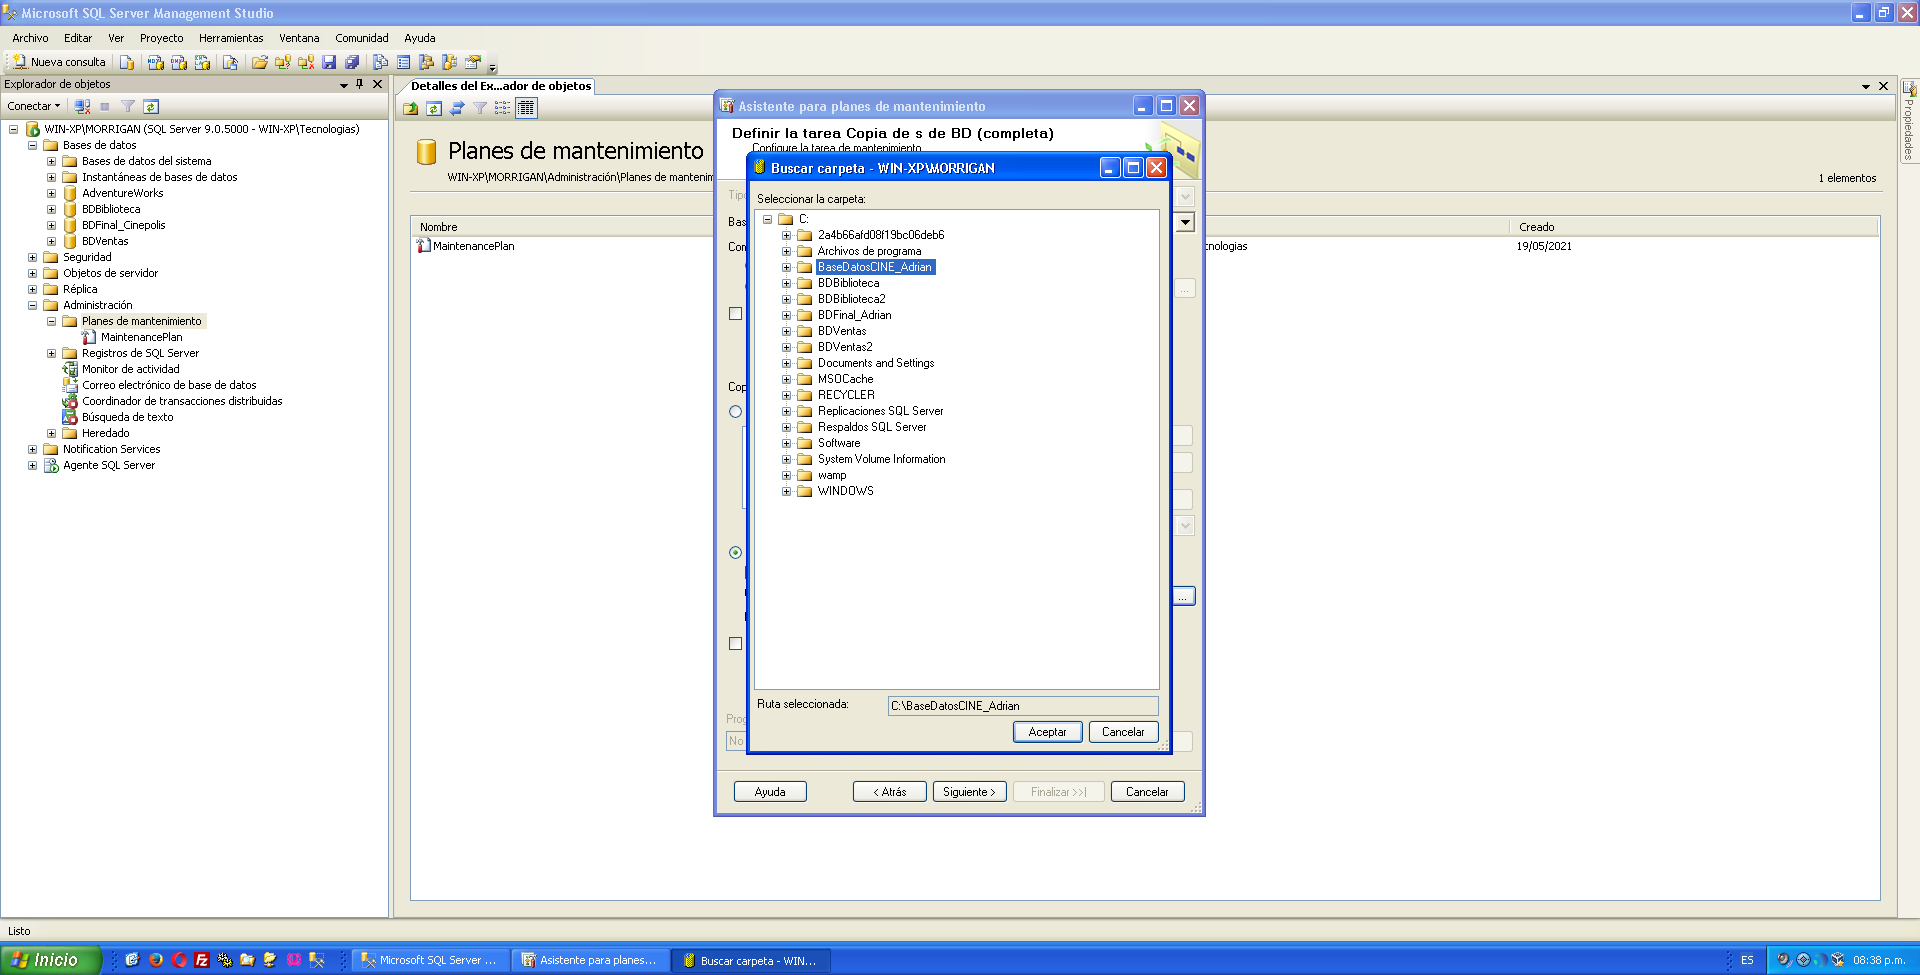 Microsoft SQL Server Management Studio
Archivo Editar Ver Proyecto Herramientas Ventana Comunidad Ayuda
Nueva consulta
Explorador de objetos
Conectar
WIN-XP\MORRIGAN (SQL Server 9.0.5000 - WIN-XP\Tecnologias)
Bases de datos
Bases de datos del sistema
Instantáneas de bases de datos
AdventureWorks
BDBiblioteca
BDFinal_Cinepolis
BDVentas
Seguridad
Objetos de servidor
Réplica
Administración
Planes de mantenimiento
MaintenancePlan
Registros de SQL Server
Monitor de actividad
Correo electrónico de base de datos
Coordinador de transacciones distribuidas
Búsqueda de texto
Heredado
Notification Services
Agente SQL Server
Detalles del Ex...ador de objetos
Planes de mantenimiento
WIN-XP\MORRIGAN\Administración\Planes de mantenim
1 elementos
Nombre
Creado
MaintenancePlan
cnologias
19/05/2021
Propiedades
Asistente para planes de mantenimiento
Definir la tarea Copia de s de BD (completa)
Configure la tarea de mantenimiento
Tipo
Bas
Con
Cop
Prog
No
Buscar carpeta - WIN-XP\MORRIGAN
Seleccionar la carpeta:
C:
2a4b66afd08f19bc06deb6
Archivos de programa
BaseDatosCINE_Adrian
BDBiblioteca
BDBiblioteca2
BDFinal_Adrian
BDVentas
BDVentas2
Documents and Settings
MSOCache
RECYCLER
Replicaciones SQL Server
Respaldos SQL Server
Software
System Volume Information
wamp
WINDOWS
...
...
Ruta seleccionada: C:\BaseDatosCINE_Adrian
Aceptar Cancelar
Ayuda < Atrás Siguiente > Finalizar >>| Cancelar
Listo
Inicio
Microsoft SQL Server ...
Asistente para planes...
Buscar carpeta - WIN...
ES
08:38 p.m.